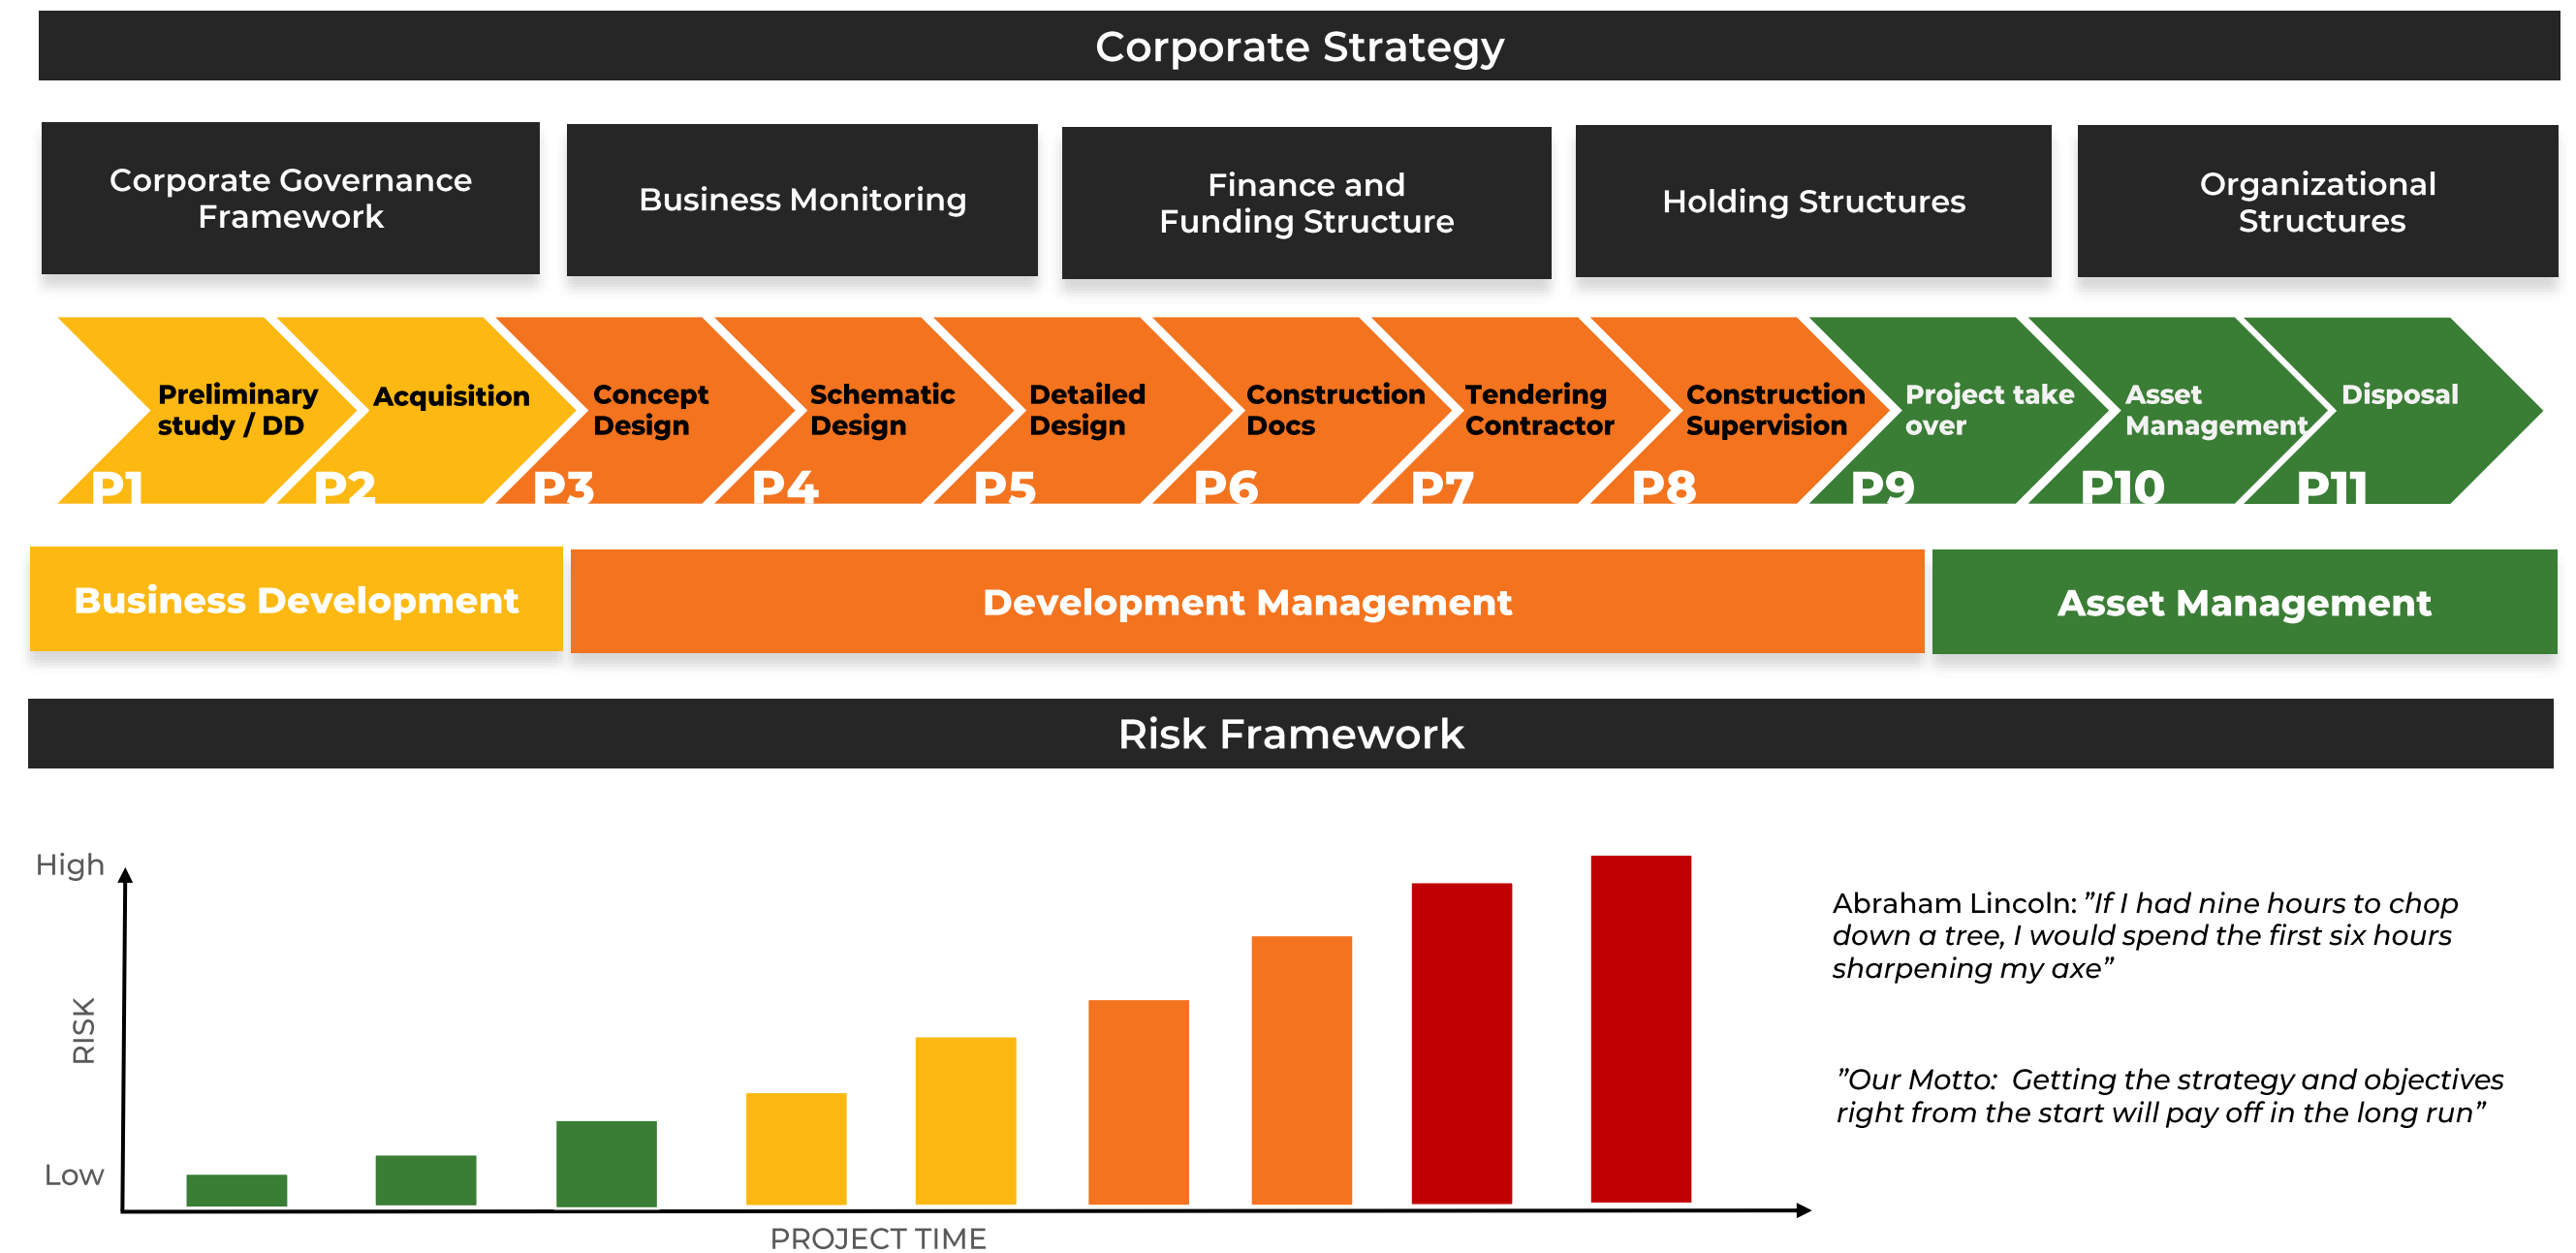 Corporate Strategy
Corporate Governance
Framework
Business Monitoring
Finance and
Funding Structure
Holding Structures
Organizational
Structures
Preliminary
study / DD
P1
Acquisition
P2
Concept
Design
P3
Schematic
Design
P4
Detailed
Design
P5
Construction
Docs
P6
Tendering
Contractor
P7
Construction
Supervision
P8
Project take
over
P9
Asset
Management
P10
Disposal
P11
Business Development
Development Management
Asset Management
Risk Framework
High
RISK
Low
PROJECT TIME
Abraham Lincoln: ”If I had nine hours to chop
down a tree, I would spend the first six hours
sharpening my axe”
”Our Motto:  Getting the strategy and objectives
right from the start will pay off in the long run”